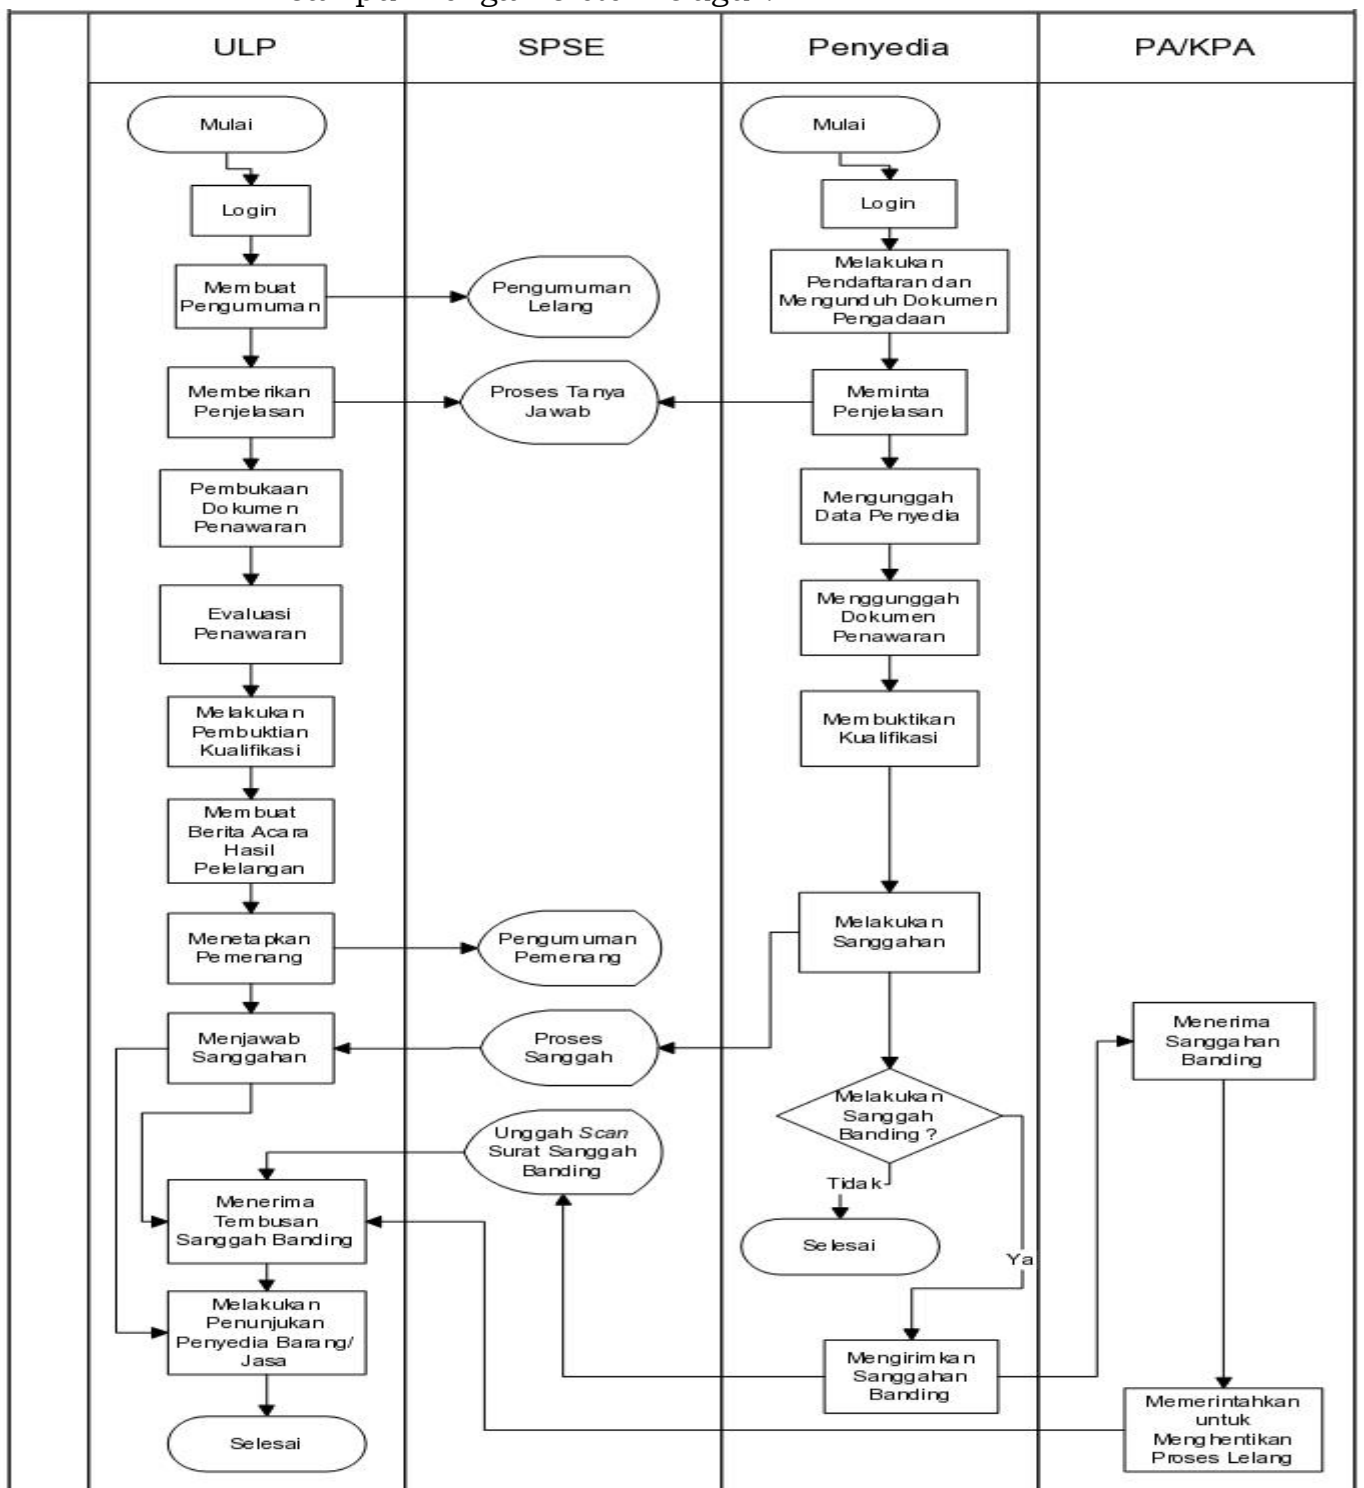 ULP
SPSE
Penyedia
PA/KPA
Mulai
Login
Membuat
Pengumuman
Memberikan
Penjelasan
Pembukaan
Dokumen
Penawaran
Evaluasi
Penawaran
Melakukan
Pembuktian
Kualifikasi
Membuat
Berita Acara
Hasil
Pelelangan
Menetapkan
Pemenang
Menjawab
Sanggahan
Menerima
Tembusan
Sanggah Banding
Melakukan
Penunjukan
Penyedia Barang/
Jasa
Selesai
Pengumuman
Lelang
Proses Tanya
Jawab
Pengumuman
Pemenang
Proses
Sanggah
Unggah Scan
Surat Sanggah
Banding
Mulai
Login
Melakukan
Pendaftaran dan
Mengunduh Dokumen
Pengadaan
Meminta
Penjelasan
Mengunggah
Data Penyedia
Menggunggah
Dokumen
Penawaran
Membuktikan
Kualifikasi
Melakukan
Sanggahan
Melakukan
Sanggah
Banding ?
Tidak
Selesai
Ya
Mengirimkan
Sanggahan
Banding
Menerima
Sanggahan
Banding
Memerintahkan
untuk
Menghentikan
Proses Lelang